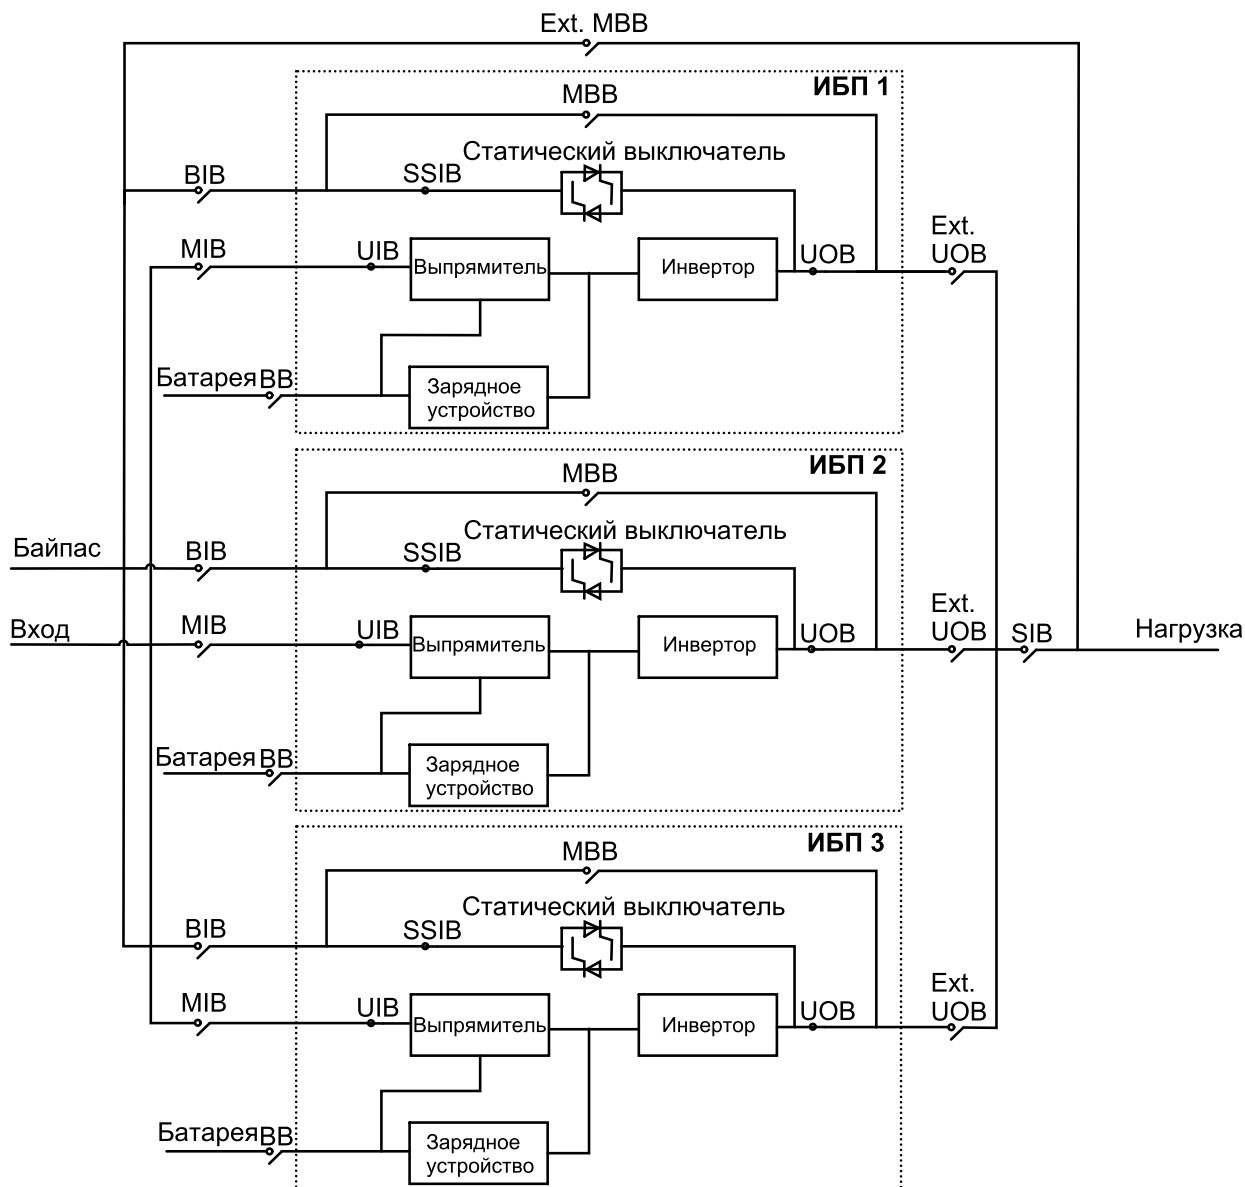 Ext. MBB
ИБП 1
MBB
Статический выключатель
BIB
SSIB
Ext.
UOB
MIB
UIB
Выпрямитель
Инвертор
UOB
Батарея BB
Зарядное
устройство
ИБП 2
MBB
Статический выключатель
Байпас
BIB
SSIB
Вход
MIB
UIB
Выпрямитель
Инвертор
UOB
Ext.
UOB
SIB
Нагрузка
Батарея BB
Зарядное
устройство
ИБП 3
MBB
Статический выключатель
BIB
SSIB
MIB
UIB
Выпрямитель
Инвертор
UOB
Ext.
UOB
Батарея BB
Зарядное
устройство